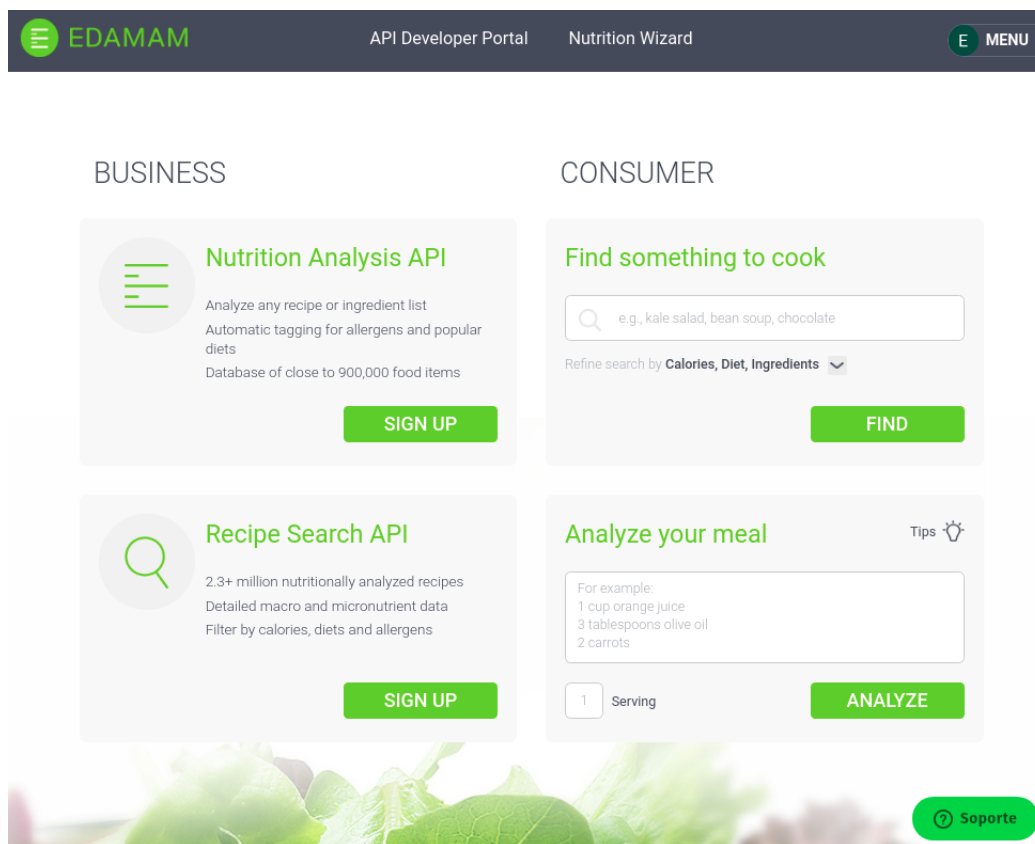 EDAMAM
API Developer Portal
Nutrition Wizard
E MENU
BUSINESS
Nutrition Analysis API
Analyze any recipe or ingredient list
Automatic tagging for allergens and popular
diets
Database of close to 900,000 food items
SIGN UP
Recipe Search API
2.3+ million nutritionally analyzed recipes
Detailed macro and micronutrient data
Filter by calories, diets and allergens
SIGN UP
CONSUMER
Find something to cook
e.g., kale salad, bean soup, chocolate
Refine search by Calories, Diet, Ingredients
FIND
Analyze your meal
Tips
For example:
1 cup orange juice
3 tablespoons olive oil
2 carrots
1 Serving
ANALYZE
Soporte